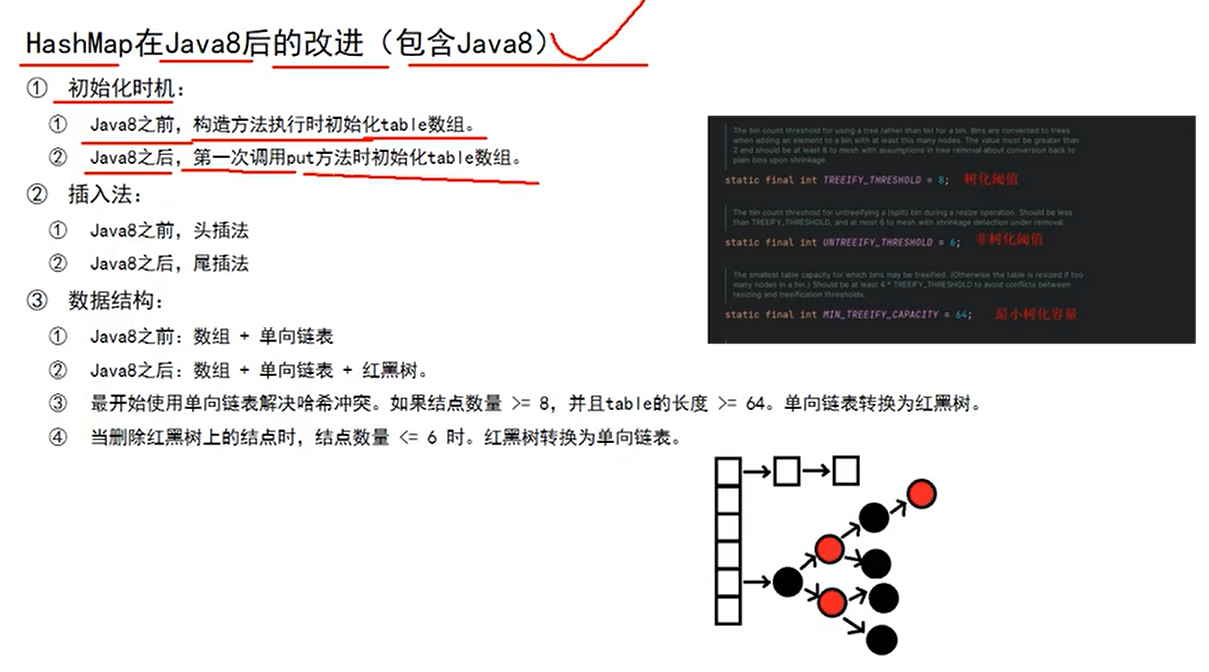 HashMap在Java8后的改进（包含Java8）
① 初始化时机：
① Java8之前，构造方法执行时初始化table数组。
② Java8之后，第一次调用put方法时初始化table数组。
② 插入法：
① Java8之前，头插法
② Java8之后，尾插法
③ 数据结构：
① Java8之前：数组 + 单向链表
② Java8之后：数组 + 单向链表 + 红黑树。
③ 最开始使用单向链表解决哈希冲突。如果结点数量 >= 8，并且table的长度 >= 64。单向链表转换为红黑树。
④ 当删除红黑树上的结点时，结点数量 <= 6 时。红黑树转换为单向链表。
The bin count threshold for using a tree rather than list for a bin. Bins are converted to trees
when adding an element to a bin with at least this many nodes. The value must be greater than
2 and should be at least 8 to mesh with assumptions in tree removal about conversion back to
plain bins upon shrinkage.
static final int TREEIFY_THRESHOLD = 8; 树化阈值
The bin count threshold for untreeifying a (split) bin during a resize operation. Should be less
than TREEIFY_THRESHOLD, and at most 6 to mesh with shrinkage detection under removal.
static final int UNTREEIFY_THRESHOLD = 6; 非树化阈值
The smallest table capacity for which bins may be treeified. (Otherwise the table is resized if too
many nodes in a bin.) Should be at least 4 * TREEIFY_THRESHOLD to avoid conflicts between
resizing and treeification thresholds.
static final int MIN_TREEIFY_CAPACITY = 64; 最小树化容量